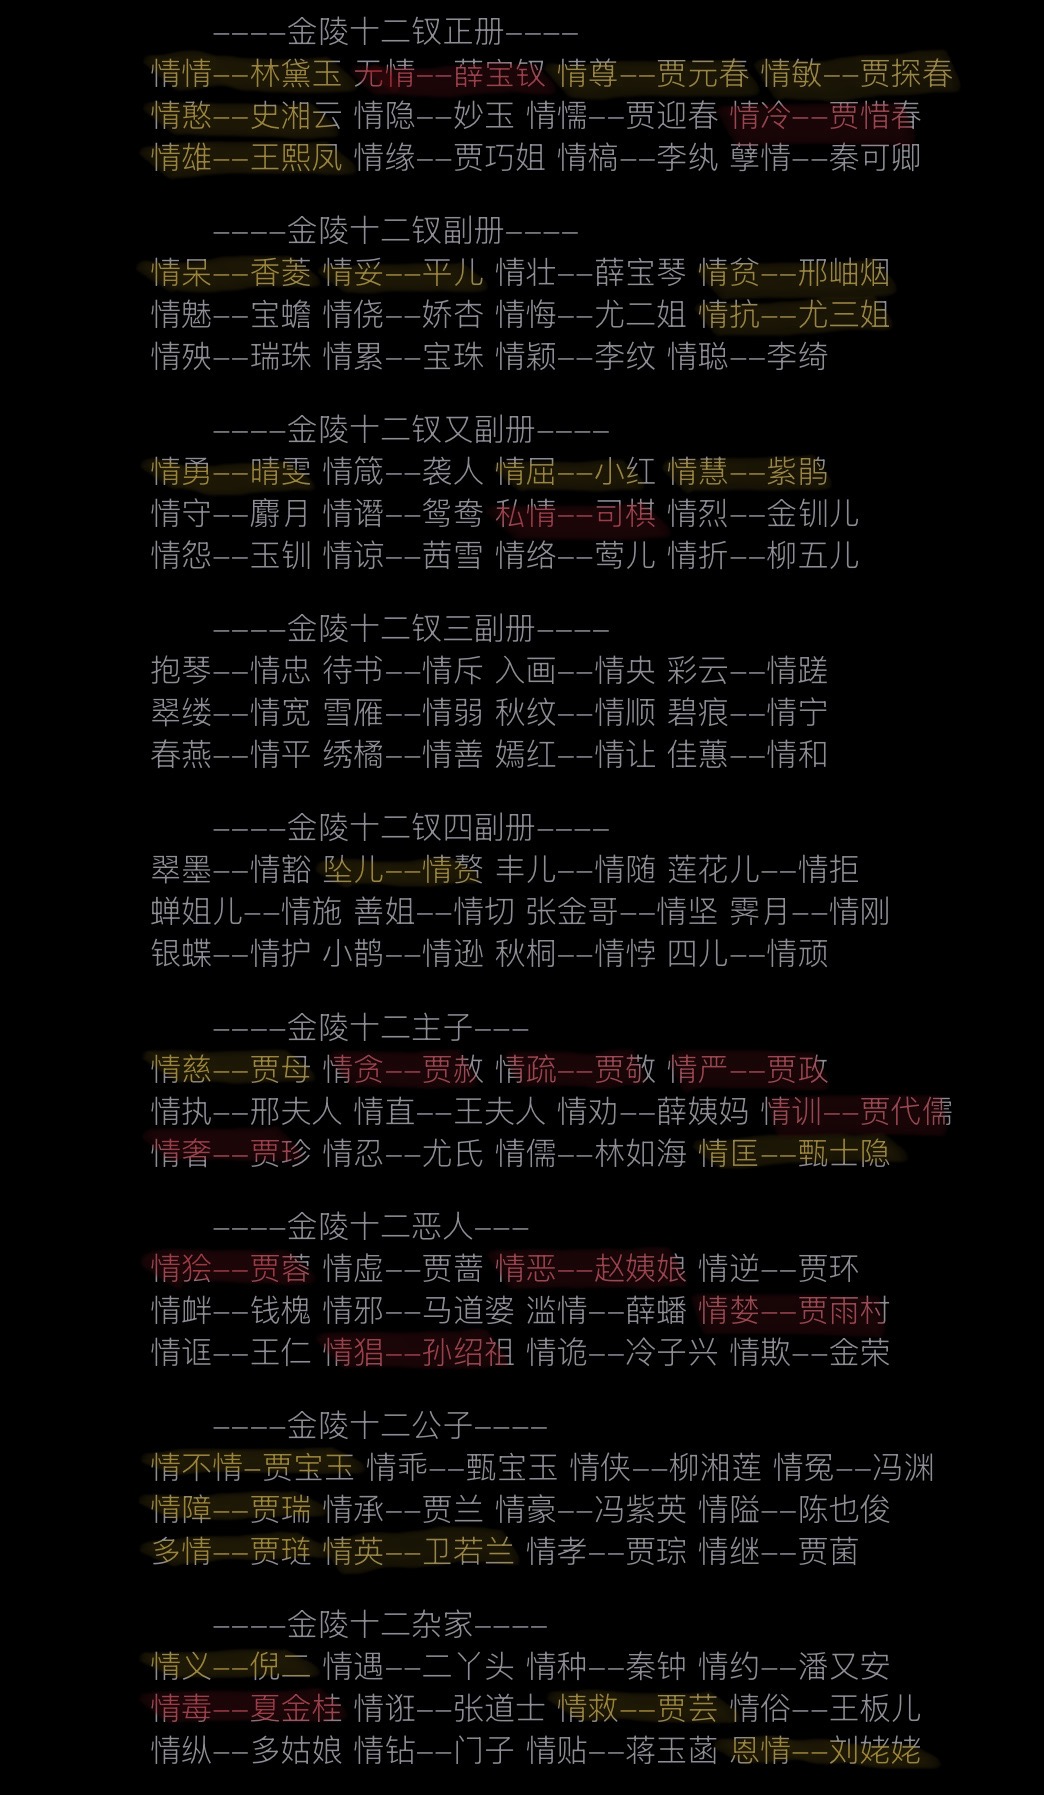 ----金陵十二钗正册----
情情--林黛玉 无情--薛宝钗 情尊--贾元春 情敏--贾探春
情憨--史湘云 情隐--妙玉 情懦--贾迎春 情冷--贾惜春
情雄--王熙凤 情缘--贾巧姐 情槁--李纨 孽情--秦可卿
----金陵十二钗副册----
情呆--香菱 情妥--平儿 情壮--薛宝琴 情贫--邢岫烟
情魅--宝蟾 情侥--娇杏 情悔--尤二姐 情抗--尤三姐
情殃--瑞珠 情累--宝珠 情颖--李纹 情聪--李绮
----金陵十二钗又副册----
情勇--晴雯 情箴--袭人 情屈--小红 情慧--紫鹃
情守--麝月 情谮--鸳鸯 私情--司棋 情烈--金钏儿
情怨--玉钏 情谅--茜雪 情络--莺儿 情折--柳五儿
----金陵十二钗三副册----
抱琴--情忠 待书--情斥 入画--情央 彩云--情蹉
翠缕--情宽 雪雁--情弱 秋纹--情顺 碧痕--情宁
春燕--情平 绣橘--情善 嫣红--情让 佳蕙--情和
----金陵十二钗四副册----
翠墨--情豁 坠儿--情赘 丰儿--情随 莲花儿--情拒
蝉姐儿--情施 善姐--情切 张金哥--情坚 霁月--情刚
银蝶--情护 小鹊--情逊 秋桐--情悖 四儿--情顽
----金陵十二主子---
情慈--贾母 情贪--贾赦 情疏--贾敬 情严--贾政
情执--邢夫人 情直--王夫人 情劝--薛姨妈 情训--贾代儒
情奢--贾珍 情忍--尤氏 情儒--林如海 情匡--甄士隐
----金陵十二恶人---
情狯--贾蓉 情虚--贾蔷 情恶--赵姨娘 情逆--贾环
情衅--钱槐 情邪--马道婆 滥情--薛蟠 情婪--贾雨村
情诓--王仁 情猖--孙绍祖 情诡--冷子兴 情欺--金荣
----金陵十二公子----
情不情-贾宝玉 情乖--甄宝玉 情侠--柳湘莲 情冤--冯渊
情障--贾瑞 情承--贾兰 情豪--冯紫英 情隘--陈也俊
多情--贾琏 情英--卫若兰 情孝--贾琮 情继--贾菌
----金陵十二杂家----
情义--倪二 情遇--二丫头 情种--秦钟 情约--潘又安
情毒--夏金桂 情诳--张道士 情救--贾芸 情俗--王板儿
情纵--多姑娘 情钻--门子 情贴--蒋玉菡 恩情--刘姥姥